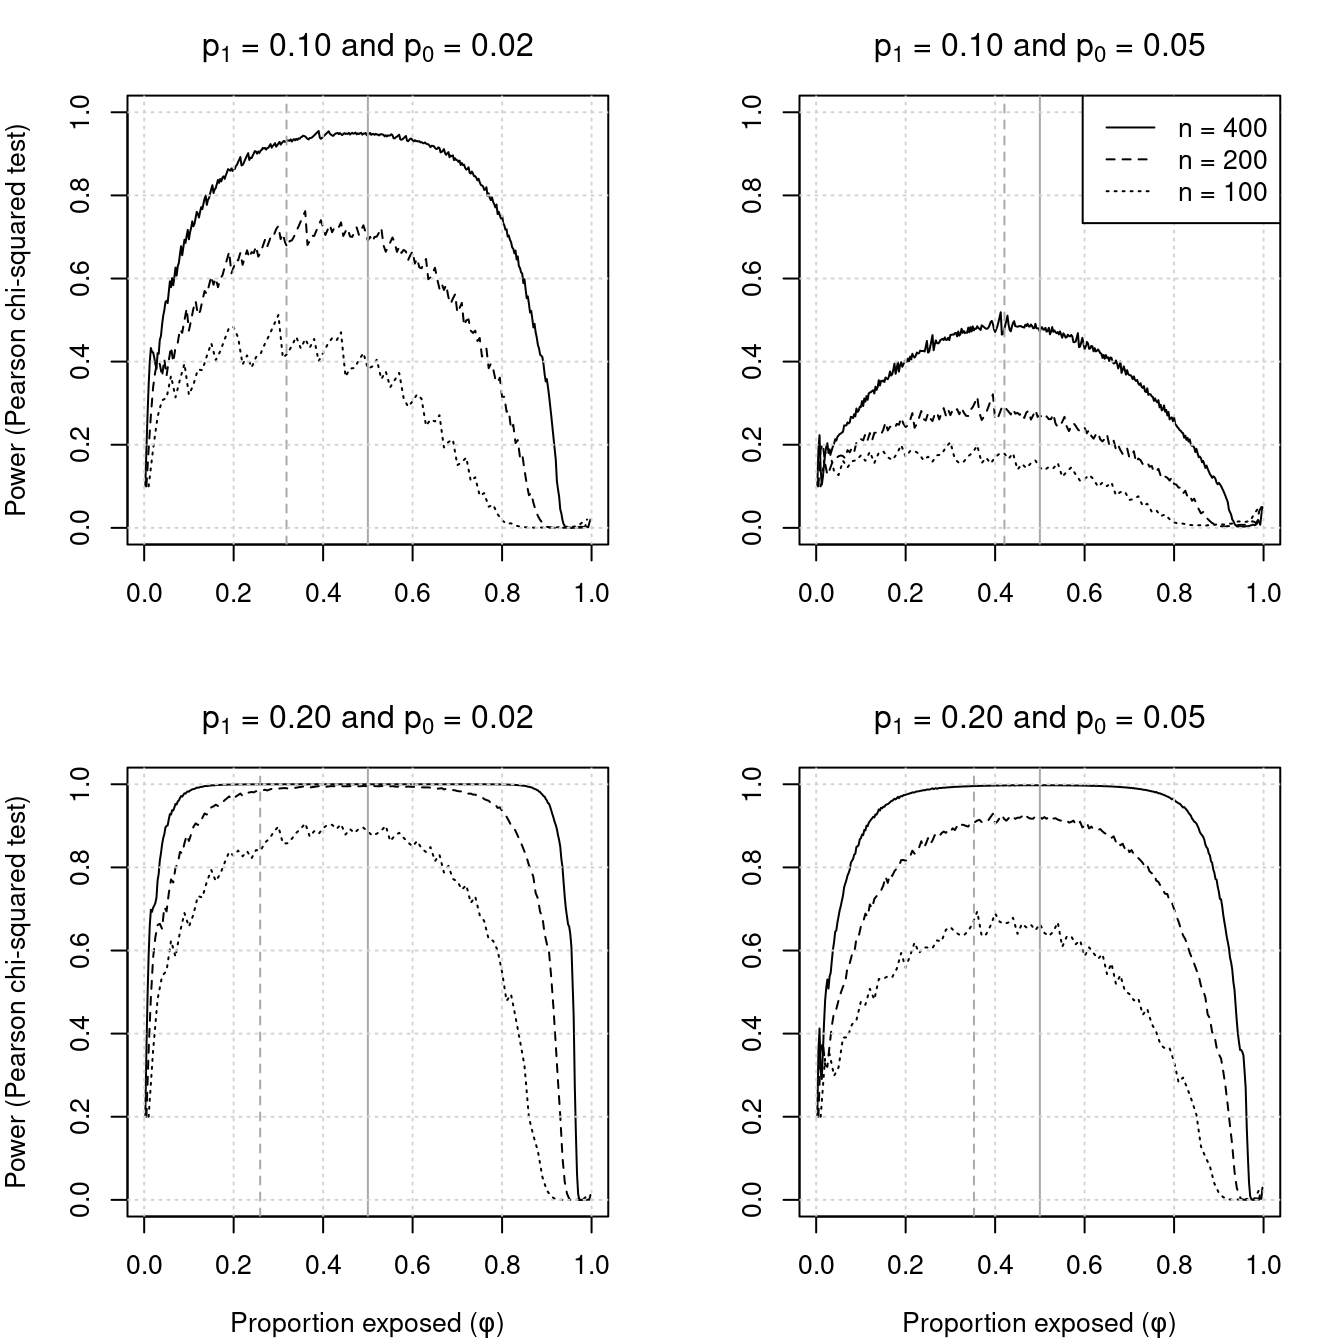 p₁ = 0.10 and p₀ = 0.02
Power (Pearson chi-squared test)
1.0
0.8
0.6
0.4
0.2
0.0
0.0 0.2 0.4 0.6 0.8 1.0
p₁ = 0.10 and p₀ = 0.05
1.0
0.8
0.6
0.4
0.2
0.0
n = 400
n = 200
n = 100
0.0 0.2 0.4 0.6 0.8 1.0
p₁ = 0.20 and p₀ = 0.02
Power (Pearson chi-squared test)
1.0
0.8
0.6
0.4
0.2
0.0
0.0 0.2 0.4 0.6 0.8 1.0
Proportion exposed (φ)
p₁ = 0.20 and p₀ = 0.05
1.0
0.8
0.6
0.4
0.2
0.0
0.0 0.2 0.4 0.6 0.8 1.0
Proportion exposed (φ)